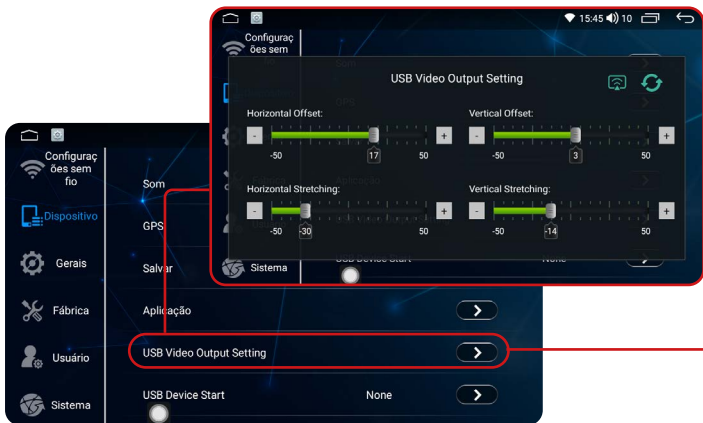 15:45 10
Configuraç
ões sem
USB Video Output Setting
Horizontal Offset:
Vertical Offset:
- +
- +
-50 17 50
-50 3 50
Horizontal Stretching:
Vertical Stretching:
- +
- +
-50 -30 50
-50 -14 50
Sistema
USB Device Start
None
Configuraç
ões sem
fio
Som
Dispositivo
GPS
Gerais
Salvar
Fábrica
Aplicação
Usuário
USB Video Output Setting
Sistema
USB Device Start
None